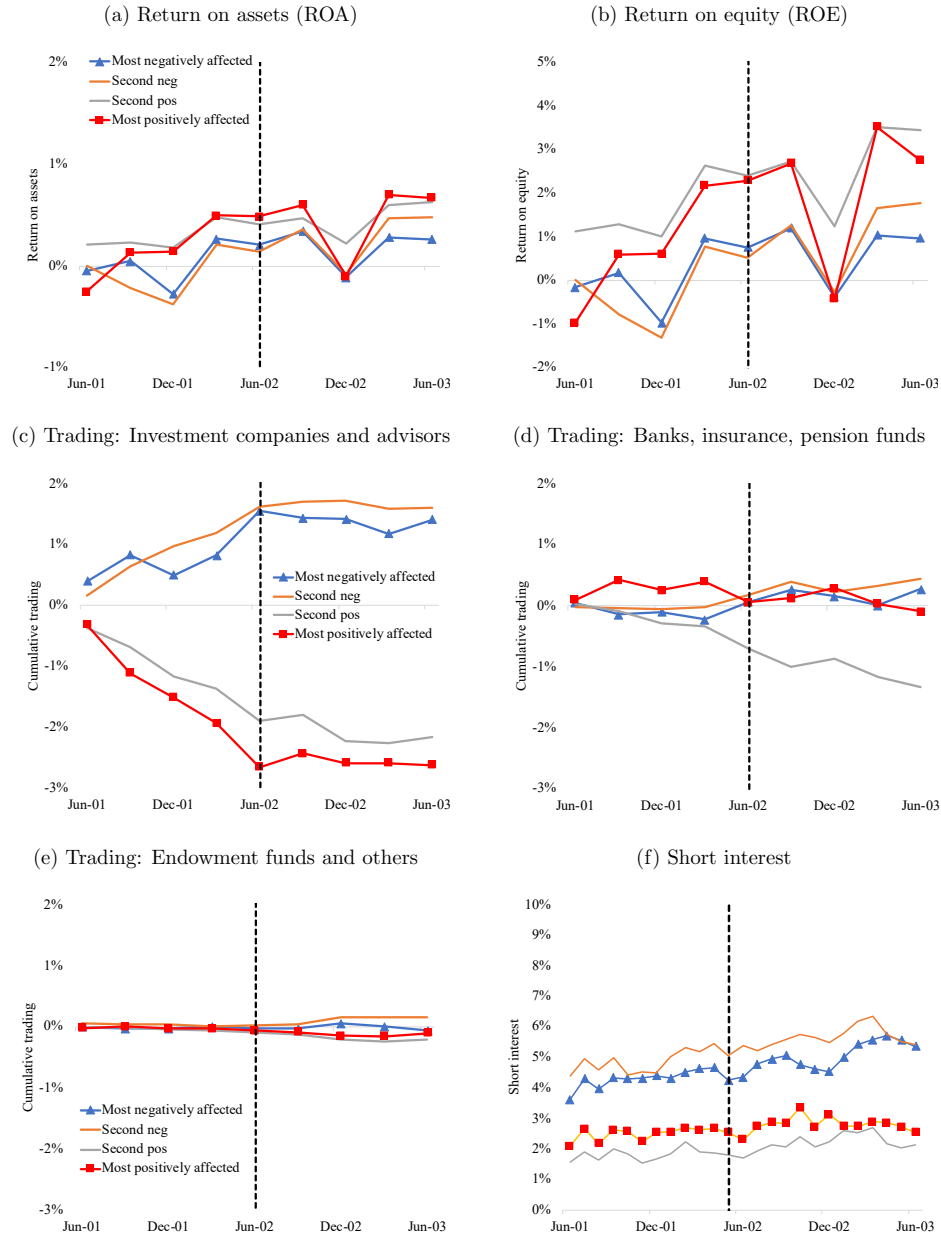 (a) Return on assets (ROA)
2%
1%
0%
-1%
Return on assets
Most negatively affected
Second neg
Second pos
Most positively affected
Jun-01 Dec-01 Jun-02 Dec-02 Jun-03
(b) Return on equity (ROE)
5%
4%
3%
2%
1%
0%
-1%
-2%
Return on equity
Jun-01 Dec-01 Jun-02 Dec-02 Jun-03
(c) Trading: Investment companies and advisors
2%
1%
0%
-1%
-2%
-3%
Cumulative trading
Most negatively affected
Second neg
Second pos
Most positively affected
Jun-01 Dec-01 Jun-02 Dec-02 Jun-03
(d) Trading: Banks, insurance, pension funds
2%
1%
0%
-1%
-2%
-3%
Cumulative trading
Jun-01 Dec-01 Jun-02 Dec-02 Jun-03
(e) Trading: Endowment funds and others
2%
1%
0%
-1%
-2%
-3%
Cumulative trading
Most negatively affected
Second neg
Second pos
Most positively affected
Jun-01 Dec-01 Jun-02 Dec-02 Jun-03
(f) Short interest
10%
9%
8%
7%
6%
5%
4%
3%
2%
1%
0%
Short interest
Jun-01 Dec-01 Jun-02 Dec-02 Jun-03